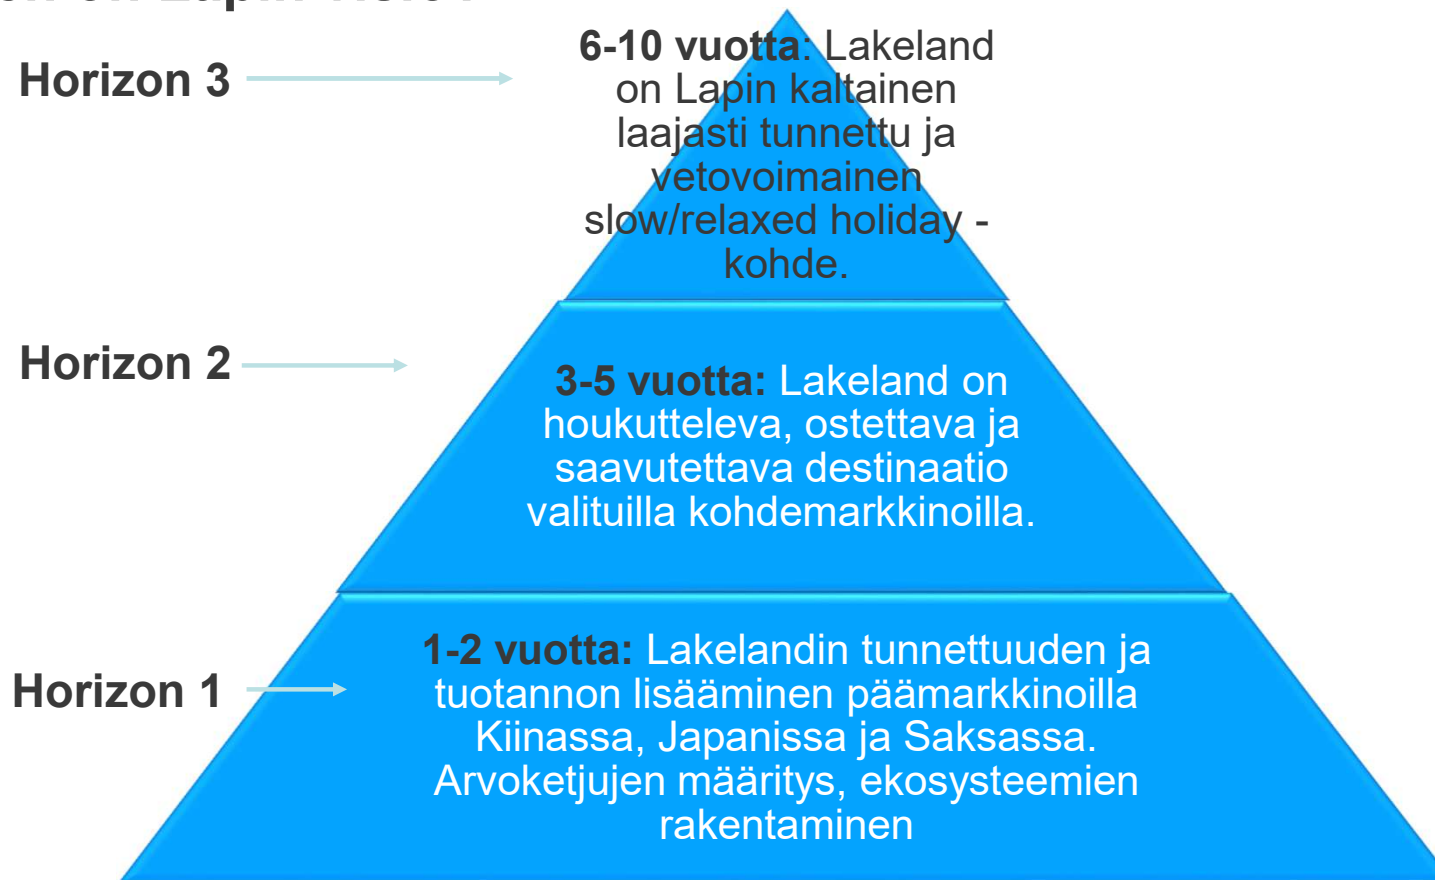 Horizon 3
6-10 vuotta: Lakeland
on Lapin kaltainen
laajasti tunnettu ja
vetovoimainen
slow/relaxed holiday -
kohde.
Horizon 2
3-5 vuotta: Lakeland on
houkutteleva, ostettava ja
saavutettava destinaatio
valituilla kohdemarkkinoilla.
Horizon 1
1-2 vuotta: Lakelandin tunnettuuden ja
tuotannon lisääminen päämarkkinoilla
Kiinassa, Japanissa ja Saksassa.
Arvoketjujen määritys, ekosysteemien
rakentaminen